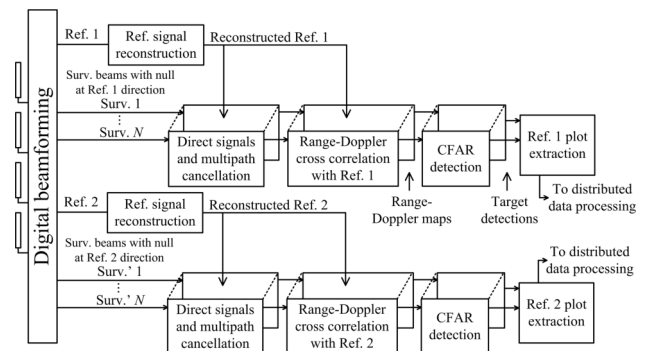 Digital beamforming
Ref. 1
Ref. signal
reconstruction
Reconstructed Ref. 1
Surv. beams with null
at Ref. 1 direction
Surv. 1
Surv. N
Direct signals
and multipath
cancellation
Range-Doppler
cross correlation
with Ref. 1
CFAR
detection
Ref. 1 plot
extraction
Range-
Doppler maps
Target
detections
To distributed
data processing
Ref. 2
Ref. signal
reconstruction
Reconstructed Ref. 2
Surv. beams with null
at Ref. 2 direction
Surv.' 1
Surv.' N
Direct signals
and multipath
cancellation
Range-Doppler
cross correlation
with Ref. 2
CFAR
detection
To distributed
data processing
Ref. 2 plot
extraction